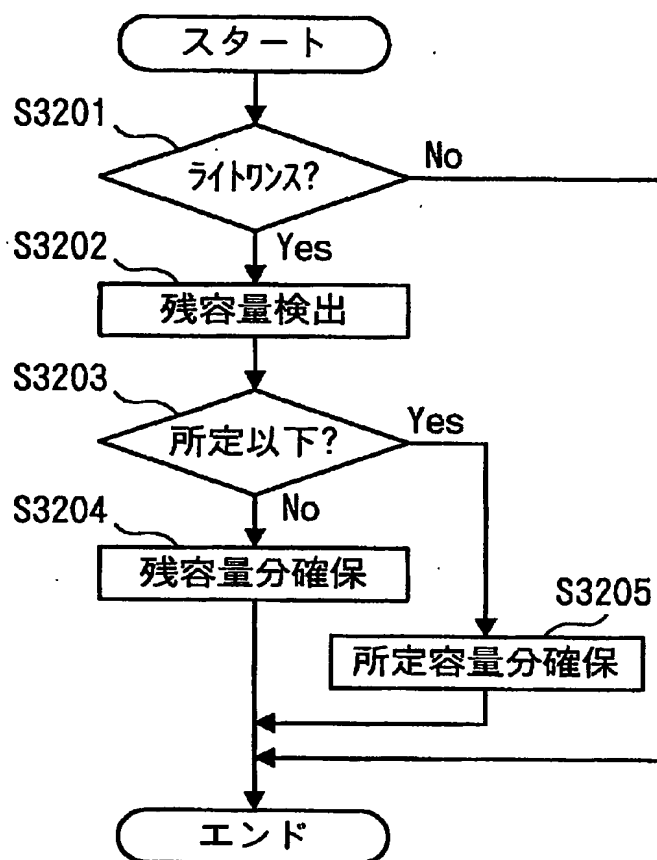 スタート
S3201
ライトワンス?
No
Yes
S3202
残容量検出
S3203
所定以下?
Yes
No
S3204
残容量分確保
S3205
所定容量分確保
エンド